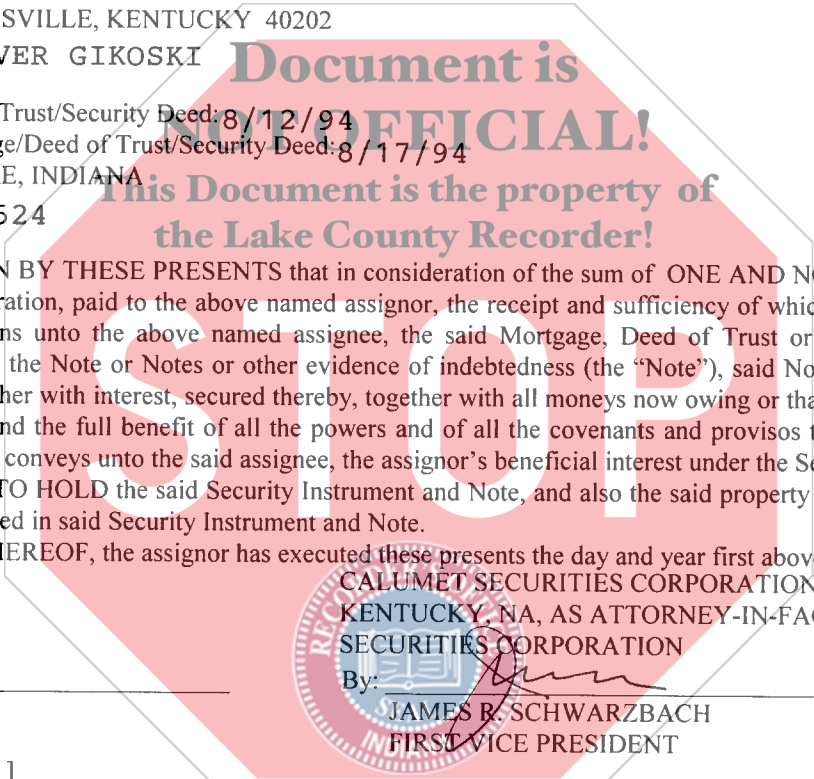 SVILLE, KENTUCKY 40202
VER GIKOSKI
Document is
Trust/Security Deed: 8/12/94
NOT OFFICIAL!
ge/Deed of Trust/Security Deed: 8/17/94
E, INDIANA
This Document is the property of
524
the Lake County Recorder!
N BY THESE PRESENTS that in consideration of the sum of ONE AND NO
ration, paid to the above named assignor, the receipt and sufficiency of whic
ns unto the above named assignee, the said Mortgage, Deed of Trust or
the Note or Notes or other evidence of indebtedness (the “Note”), said No
her with interest, secured thereby, together with all moneys now owing or tha
nd the full benefit of all the powers and of all the covenants and provisos t
conveys unto the said assignee, the assignor’s beneficial interest under the Se
TO HOLD the said Security Instrument and Note, and also the said property
ed in said Security Instrument and Note.
HEREOF, the assignor has executed these presents the day and year first above
STOP
CALUMET SECURITIES CORPORATION
KENTUCKY, NA, AS ATTORNEY-IN-FAC
SECURITIES CORPORATION
By:
JAMES R. SCHWARZBACH
FIRST VICE PRESIDENT
INDIANA
]